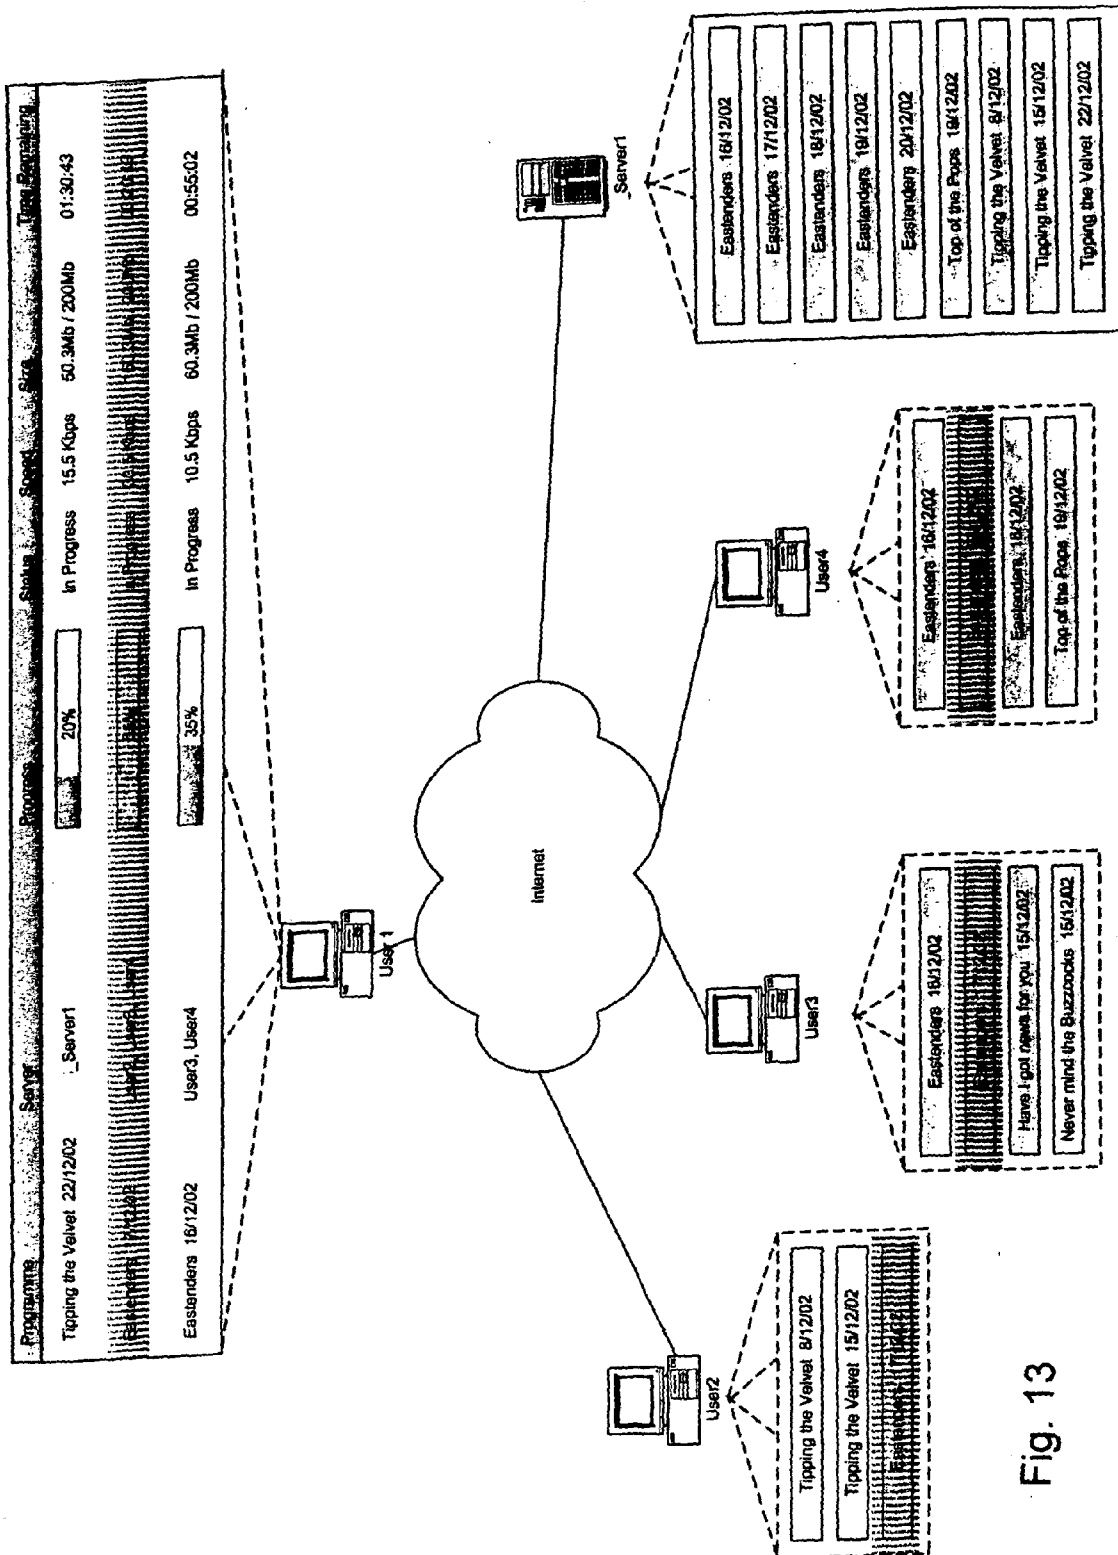 Programme Server Progress Status Speed Size Time Remaining
Tipping the Velvet 22/12/02 Server1 20% In Progress 15.5 Kbps 50.3Mb / 200Mb 01:30:43
Eastenders
Eastenders 16/12/02 User3, User4 35% In Progress 10.5 Kbps 60.3Mb / 200Mb 00:55:02
User 1
Internet
User2
Tipping the Velvet 8/12/02
Tipping the Velvet 15/12/02
Eastenders
User3
Eastenders 16/12/02
Have I got news for you 15/12/02
Never mind the Buzzcocks 15/12/02
User4
Eastenders 16/12/02
Eastenders 18/12/02
Top of the Pops 19/12/02
Server1
Eastenders 16/12/02
Eastenders 17/12/02
Eastenders 18/12/02
Eastenders 19/12/02
Eastenders 20/12/02
Top of the Pops 19/12/02
Tipping the Velvet 8/12/02
Tipping the Velvet 15/12/02
Tipping the Velvet 22/12/02
Fig. 13